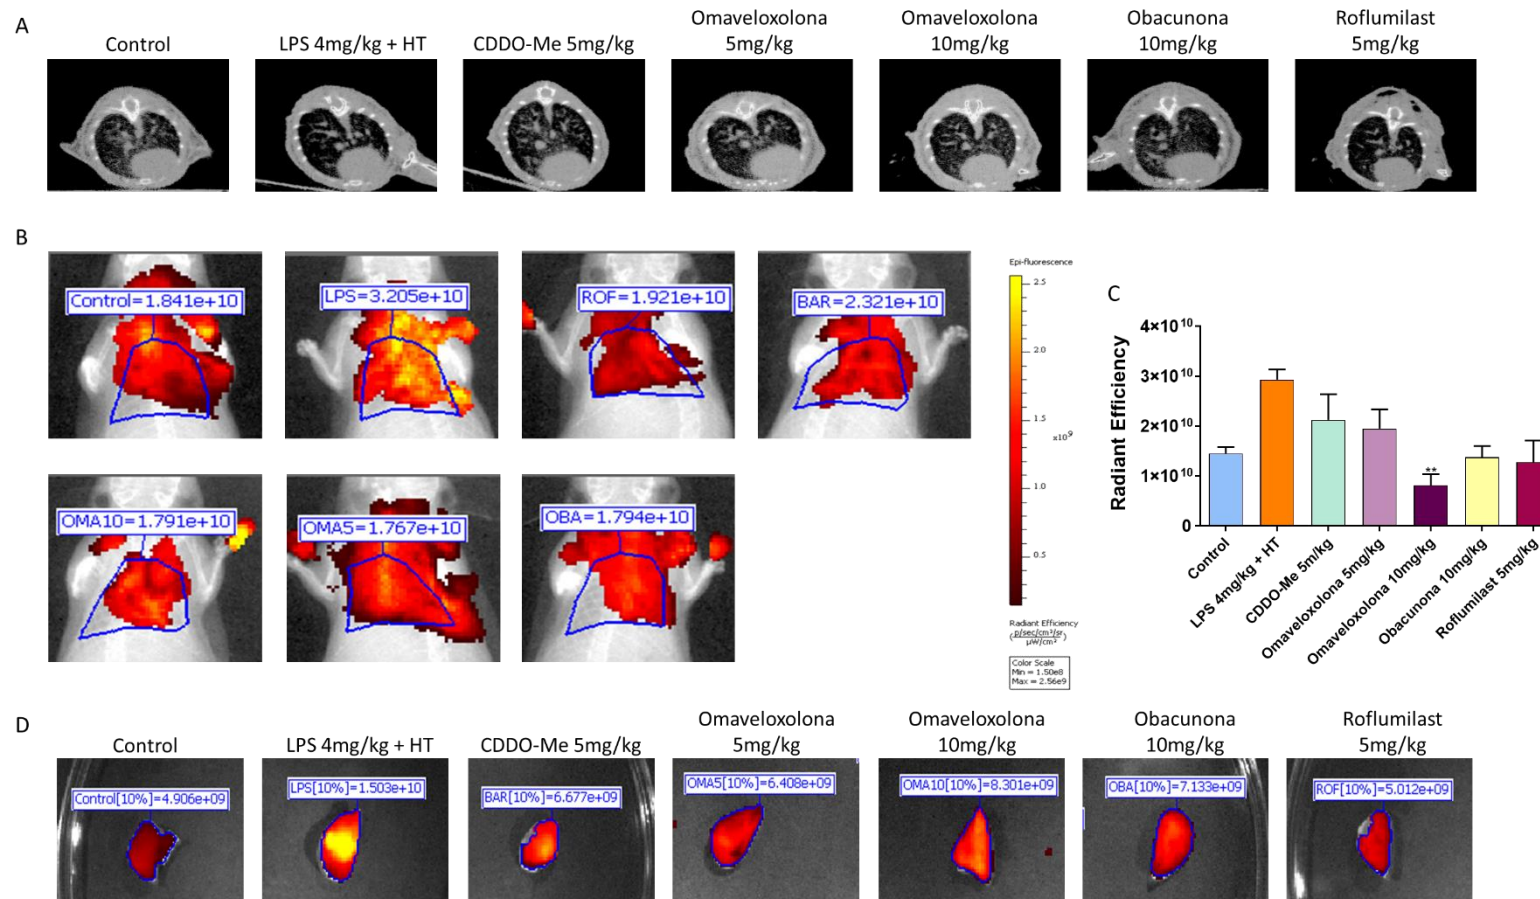 A
Control
LPS 4mg/kg + HT
CDDO-Me 5mg/kg
Omaveloxolona
5mg/kg
Omaveloxolona
10mg/kg
Obacunona
10mg/kg
Roflumilast
5mg/kg
B
Control=1.841e+10
LPS=3.205e+10
ROF=1.921e+10
BAR=2.321e+10
OMA10=1.791e+10
OMA5=1.767e+10
OBA=1.794e+10
Epi-fluorescence
2.5
2.0
1.5
x10⁹
1.0
0.5
Radiant Efficiency
(p/sec/cm²/sr
µW/cm²)
Color Scale
Min = 1.50e8
Max = 2.56e9
C
Radiant Efficiency
4×10¹⁰
3×10¹⁰
2×10¹⁰
1×10¹⁰
0
**
Control
LPS 4mg/kg + HT
CDDO-Me 5m/kg
Omaveloxolona 5mg/kg
Omaveloxolona 10mg/kg
Obacunona 10mg/kg
Roflumilast 5mg/kg
D
Control
LPS 4mg/kg + HT
CDDO-Me 5mg/kg
Omaveloxolona
5mg/kg
Omaveloxolona
10mg/kg
Obacunona
10mg/kg
Roflumilast
5mg/kg
Control[10%]=4.906e+09
LPS[10%]=1.503e+10
BAR[10%]=6.677e+09
OMA5[10%]=6.408e+09
OMA10[10%]=8.301e+09
OBA[10%]=7.133e+09
ROF[10%]=5.012e+09